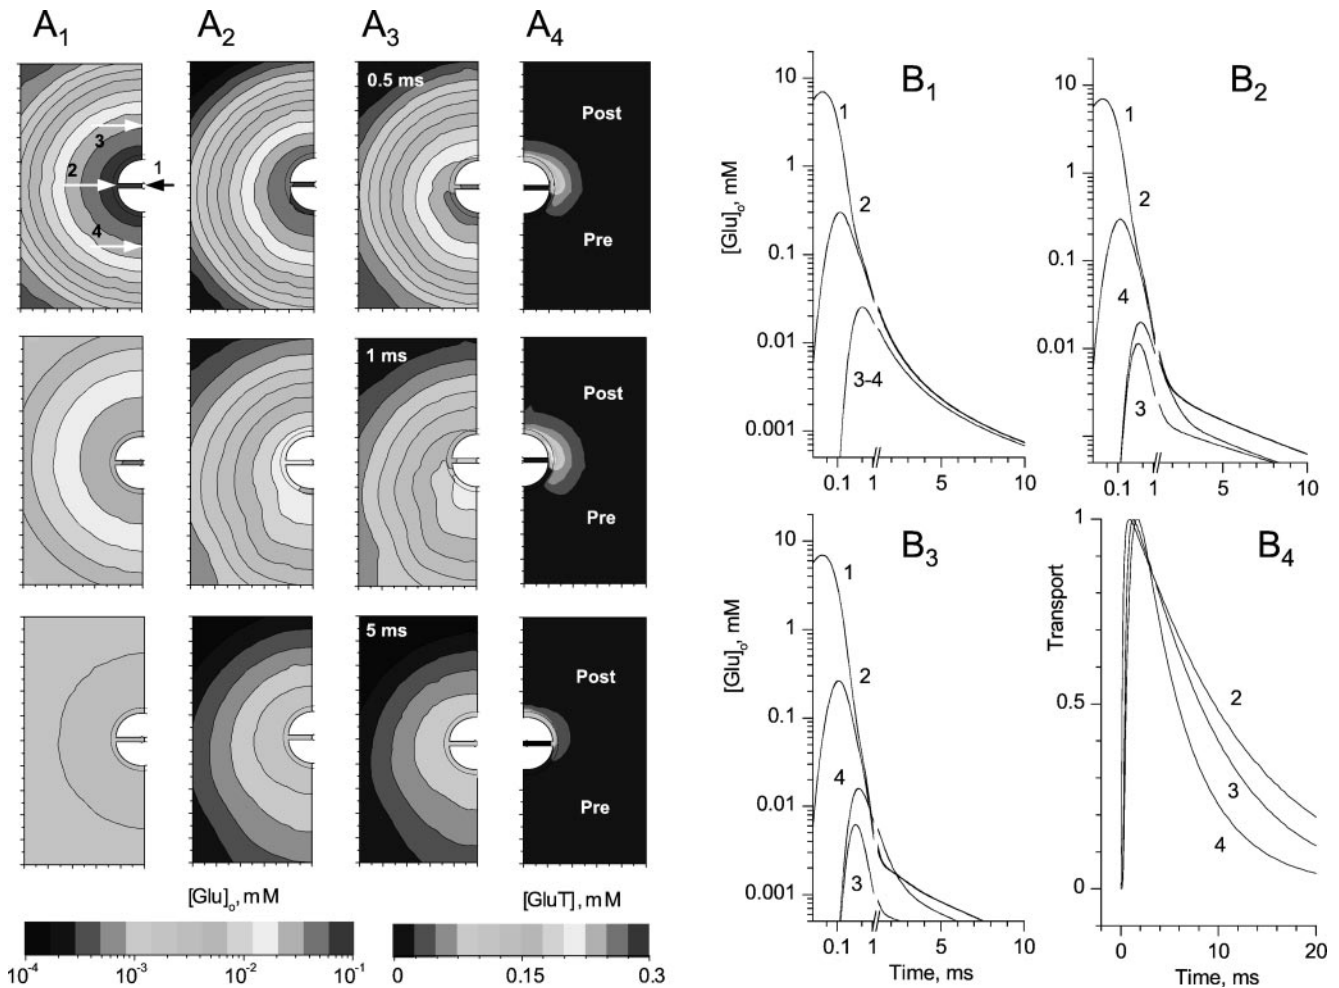 A1
A2
A3
A4
0.5 ms
Post
Pre
1
2
3
4
1 ms
Post
Pre
5 ms
Post
Pre
[Glu]o, mM
10-4
10-3
10-2
10-1
[GluT], mM
0
0.15
0.3
B1
[Glu]o, mM
10
1
0.1
0.01
0.001
1
2
3-4
0.1
1
5
10
B2
10
1
0.1
0.01
1
2
4
3
0.1
1
5
10
B3
[Glu]o, mM
10
1
0.1
0.01
0.001
1
2
4
3
0.1
1
5
10
Time, ms
B4
Transport
1
0.5
0
2
3
4
0
10
20
Time, ms